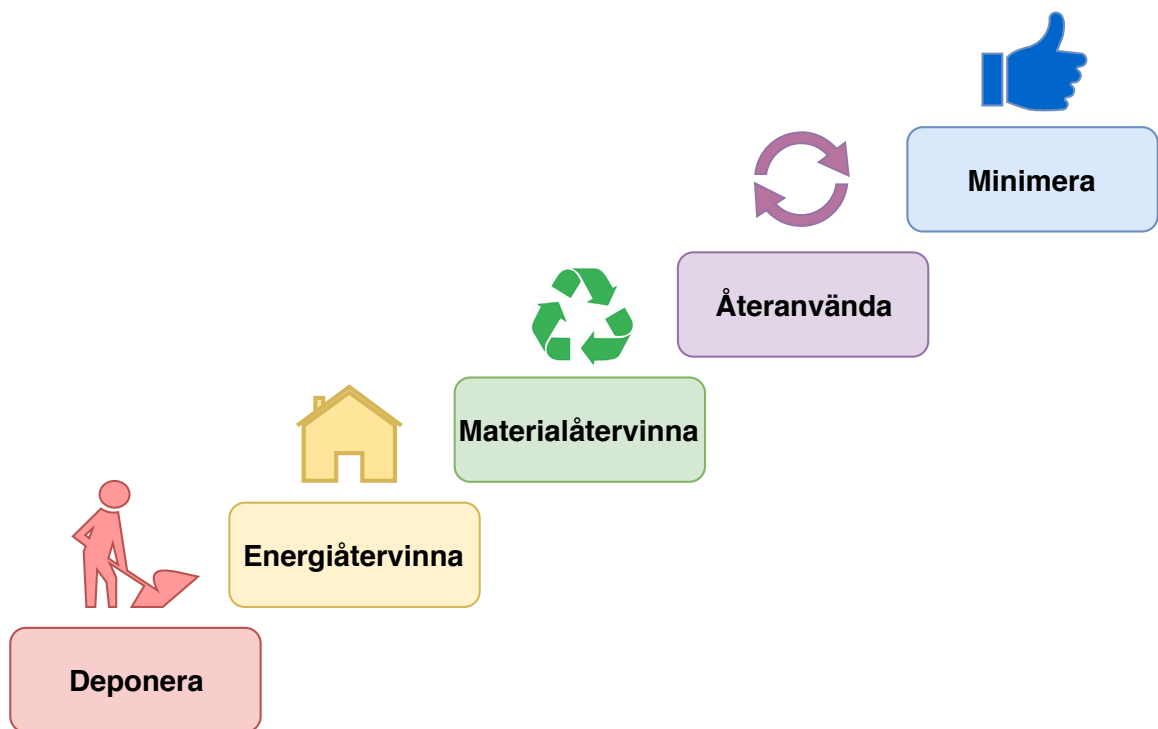 Minimera
Återanvända
Materialåtervinna
Energiåtervinna
Deponera